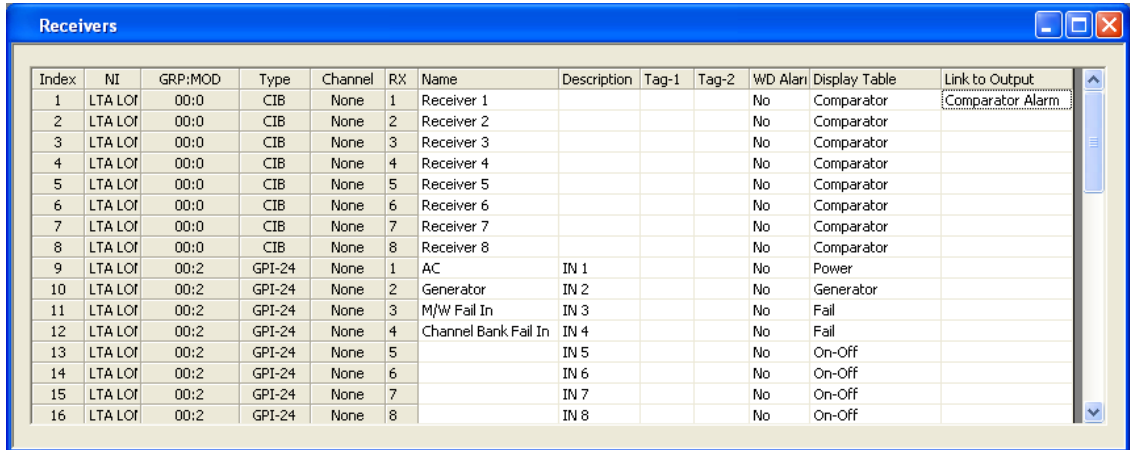 Receivers
Index NI GRP:MOD Type Channel RX Name Description Tag-1 Tag-2 WD Aları Display Table Link to Output
1 LTA LOI 00:0 CIB None 1 Receiver 1 No Comparator Comparator Alarm
2 LTA LOI 00:0 CIB None 2 Receiver 2 No Comparator
3 LTA LOI 00:0 CIB None 3 Receiver 3 No Comparator
4 LTA LOI 00:0 CIB None 4 Receiver 4 No Comparator
5 LTA LOI 00:0 CIB None 5 Receiver 5 No Comparator
6 LTA LOI 00:0 CIB None 6 Receiver 6 No Comparator
7 LTA LOI 00:0 CIB None 7 Receiver 7 No Comparator
8 LTA LOI 00:0 CIB None 8 Receiver 8 No Comparator
9 LTA LOI 00:2 GPI-24 None 1 AC IN 1 No Power
10 LTA LOI 00:2 GPI-24 None 2 Generator IN 2 No Generator
11 LTA LOI 00:2 GPI-24 None 3 M/W Fail In IN 3 No Fail
12 LTA LOI 00:2 GPI-24 None 4 Channel Bank Fail In IN 4 No Fail
13 LTA LOI 00:2 GPI-24 None 5 IN 5 No On-Off
14 LTA LOI 00:2 GPI-24 None 6 IN 6 No On-Off
15 LTA LOI 00:2 GPI-24 None 7 IN 7 No On-Off
16 LTA LOI 00:2 GPI-24 None 8 IN 8 No On-Off